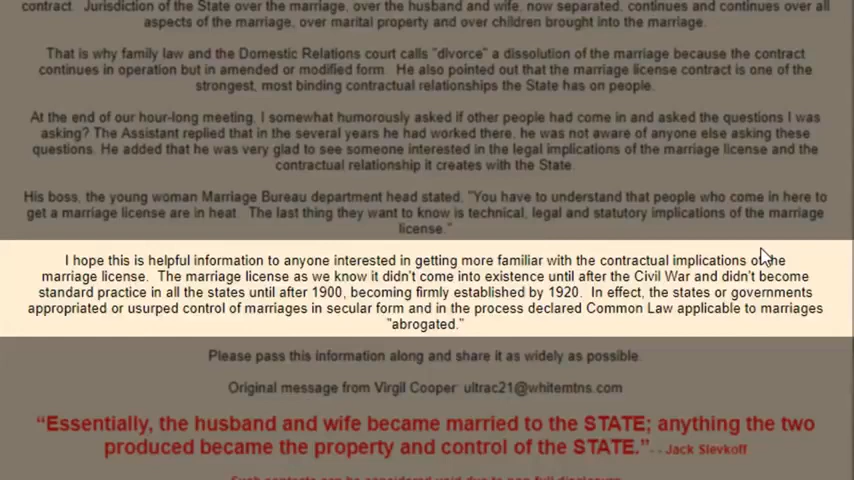 contract. Jurisdiction of the State over the marriage, over the husband and wife, now separated, continues and continues over all
aspects of the marriage, over marital property and over children brought into the marriage.
That is why family law and the Domestic Relations court calls "divorce" a dissolution of the marriage because the contract
continues in operation but in amended or modified form. He also pointed out that the marriage license contract is one of the
strongest, most binding contractual relationships the State has on people.
At the end of our hour-long meeting, I somewhat humorously asked if other people had come in and asked the questions I was
asking? The Assistant replied that in the several years he had worked there, he was not aware of anyone else asking these
questions. He added that he was very glad to see someone interested in the legal implications of the marriage license and the
contractual relationship it creates with the State.
His boss, the young woman Marriage Bureau department head stated, "You have to understand that people who come in here to
get a marriage license are in heat. The last thing they want to know is technical, legal and statutory implications of the marriage
license."
I hope this is helpful information to anyone interested in getting more familiar with the contractual implications of the
marriage license. The marriage license as we know it didn't come into existence until after the Civil War and didn't become
standard practice in all the states until after 1900, becoming firmly established by 1920. In effect, the states or governments
appropriated or usurped control of marriages in secular form and in the process declared Common Law applicable to marriages
"abrogated."
Please pass this information along and share it as widely as possible.
Original message from Virgil Cooper ultrac21@whitemtns.com
"Essentially, the husband and wife became married to the STATE; anything the two
produced became the property and control of the STATE." - - Jack Slevkoff